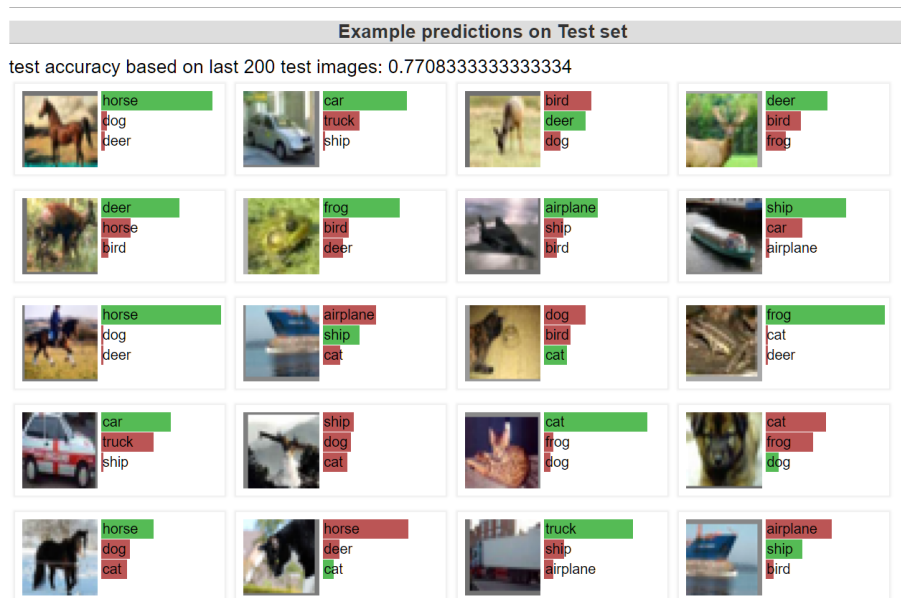 Example predictions on Test set
test accuracy based on last 200 test images: 0.7708333333333334
horse
dog
deer
car
truck
ship
bird
deer
dog
deer
bird
frog
deer
horse
bird
frog
bird
deer
airplane
ship
bird
ship
car
airplane
horse
dog
deer
airplane
ship
cat
dog
bird
cat
frog
cat
deer
car
truck
ship
ship
dog
cat
cat
frog
dog
cat
frog
dog
horse
dog
cat
horse
deer
cat
truck
ship
airplane
airplane
ship
bird